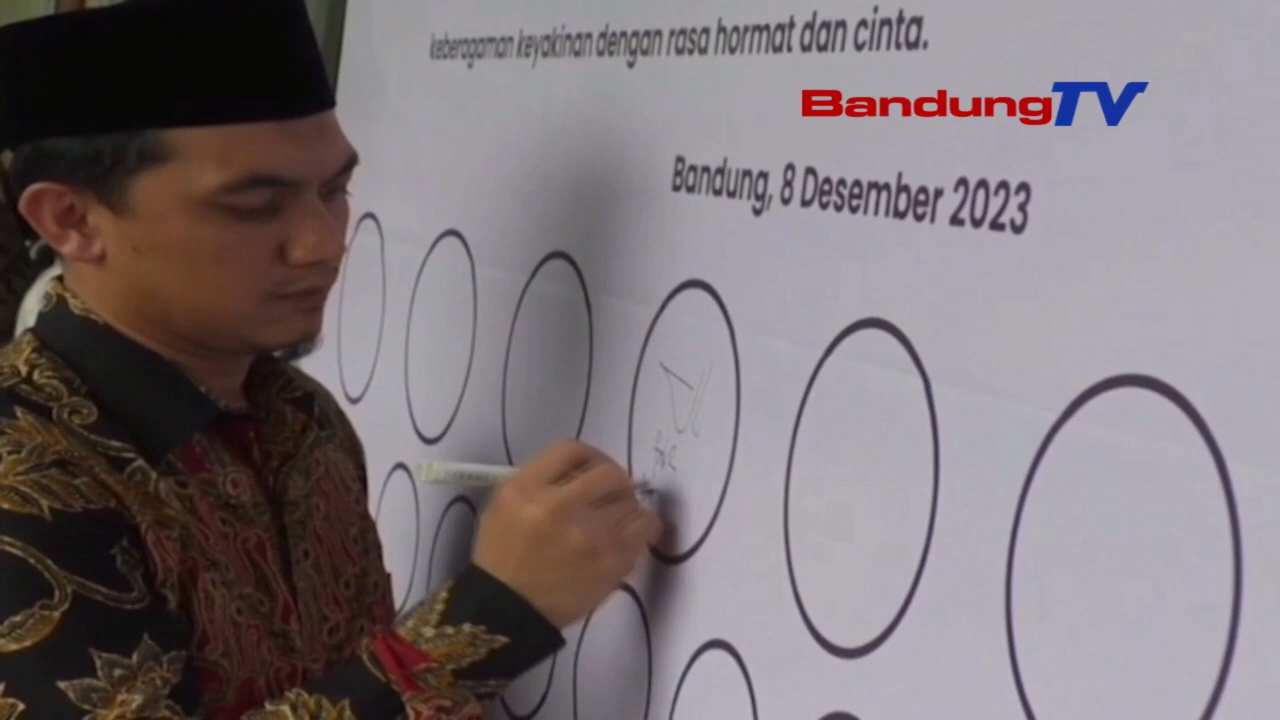 keberagaman keyakinan dengan rasa hormat dan cinta.
BandungTV
Bandung, 8 Desember 2023